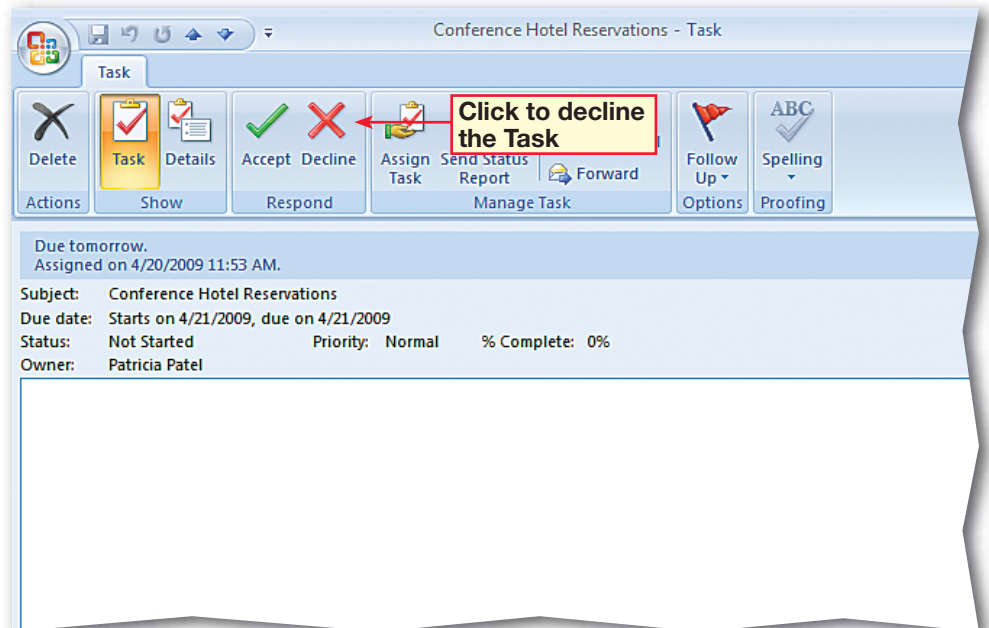 Conference Hotel Reservations - Task
Task
Click to decline
the Task
Delete
Task
Details
Accept
Decline
Assign
Task
Send Status
Report
Forward
Follow
Up
ABC
Spelling
Actions
Show
Respond
Manage Task
Options
Proofing
Due tomorrow.
Assigned on 4/20/2009 11:53 AM.
Subject: Conference Hotel Reservations
Due date: Starts on 4/21/2009, due on 4/21/2009
Status: Not Started Priority: Normal % Complete: 0%
Owner: Patricia Patel